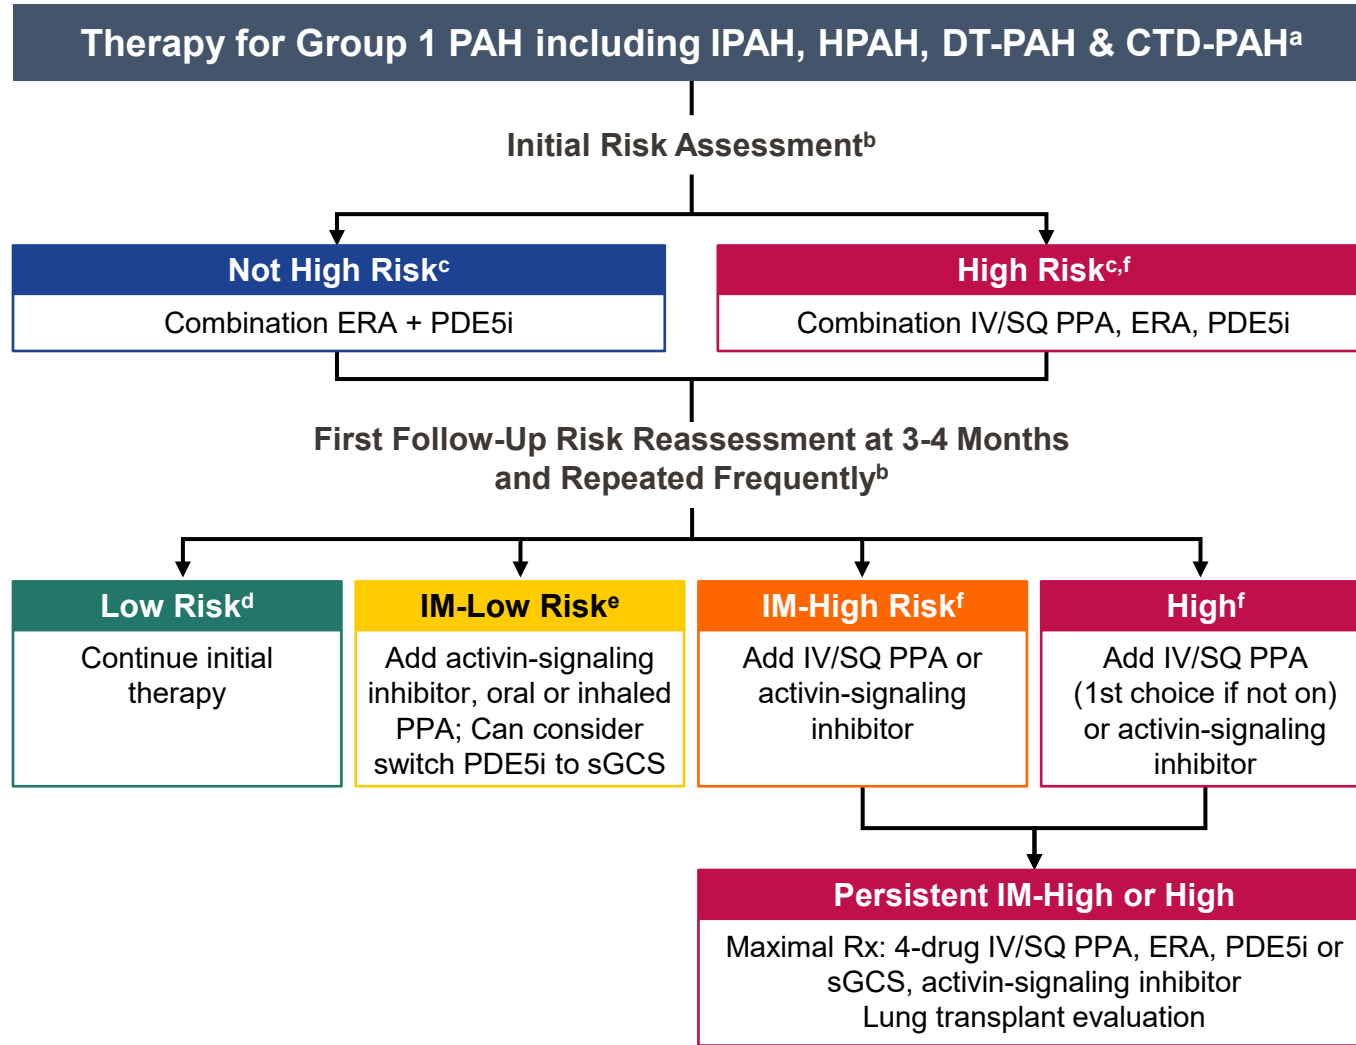 Therapy for Group 1 PAH including IPAH, HPAH, DT-PAH & CTD-PAHᵃ
Initial Risk Assessmentᵇ
Not High Riskᶜ
Combination ERA + PDE5i
High Riskᶜ,ᶠ
Combination IV/SQ PPA, ERA, PDE5i
First Follow-Up Risk Reassessment at 3-4 Months
and Repeated Frequentlyᵇ
Low Riskᵈ
Continue initial
therapy
IM-Low Riskᵉ
Add activin-signaling
inhibitor, oral or inhaled
PPA; Can consider
switch PDE5i to sGCS
IM-High Riskᶠ
Add IV/SQ PPA or
activin-signaling
inhibitor
Highᶠ
Add IV/SQ PPA
(1st choice if not on)
or activin-signaling
inhibitor
Persistent IM-High or High
Maximal Rx: 4-drug IV/SQ PPA, ERA, PDE5i or
sGCS, activin-signaling inhibitor
Lung transplant evaluation